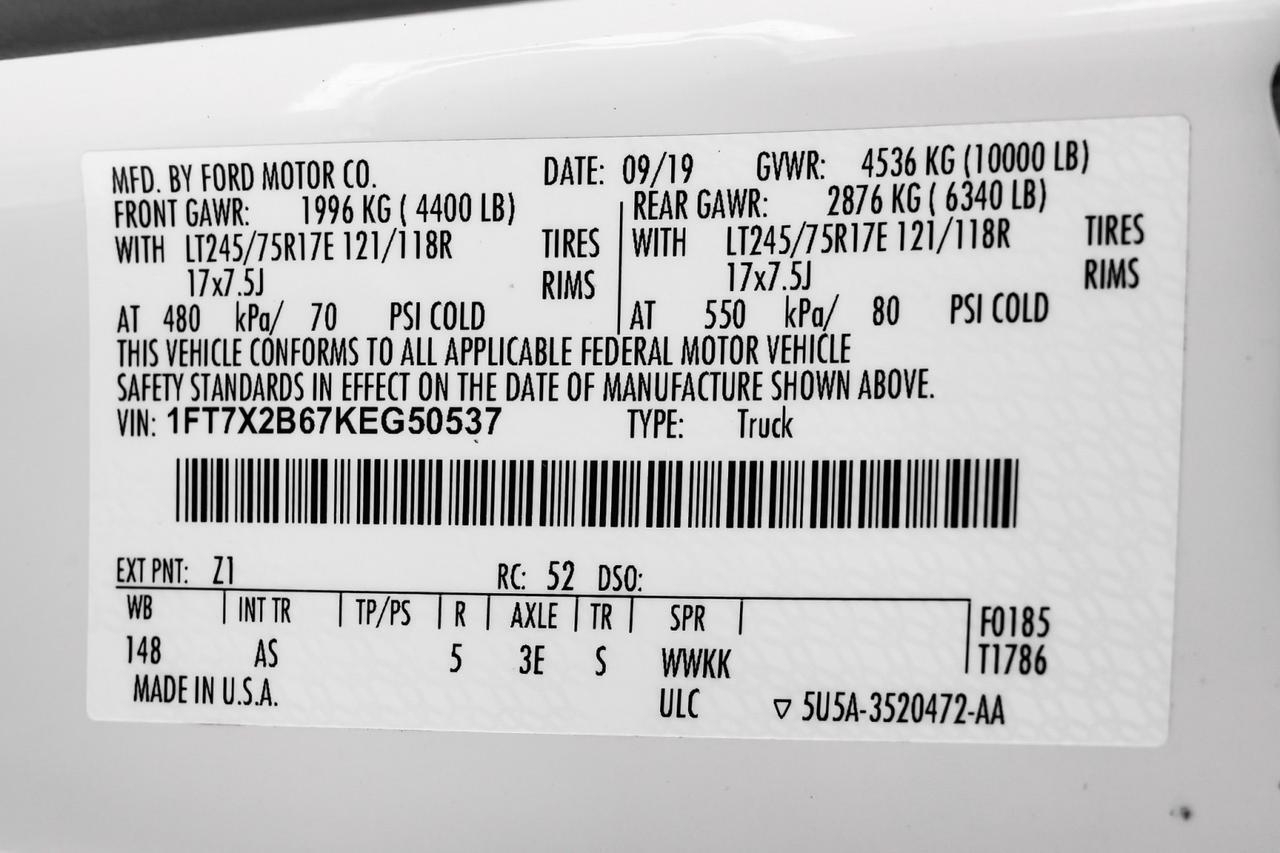 MFD. BY FORD MOTOR CO. DATE: 09/19 GVWR: 4536 KG (10000 LB)
FRONT GAWR: 1996 KG ( 4400 LB) REAR GAWR: 2876 KG ( 6340 LB)
WITH LT245/75R17E 121/118R TIRES WITH LT245/75R17E 121/118R TIRES
17x7.5J RIMS 17x7.5J RIMS
AT 480 kPa/ 70 PSI COLD AT 550 kPa/ 80 PSI COLD
THIS VEHICLE CONFORMS TO ALL APPLICABLE FEDERAL MOTOR VEHICLE
SAFETY STANDARDS IN EFFECT ON THE DATE OF MANUFACTURE SHOWN ABOVE.
VIN: 1FT7X2B67KEG50537 TYPE: Truck
EXT PNT: Z1 RC: 52 DSO:
WB INT TR TP/PS R AXLE TR SPR F0185
148 AS 5 3E S WWKK T1786
MADE IN U.S.A. ULC ▽ 5U5A-3520472-AA